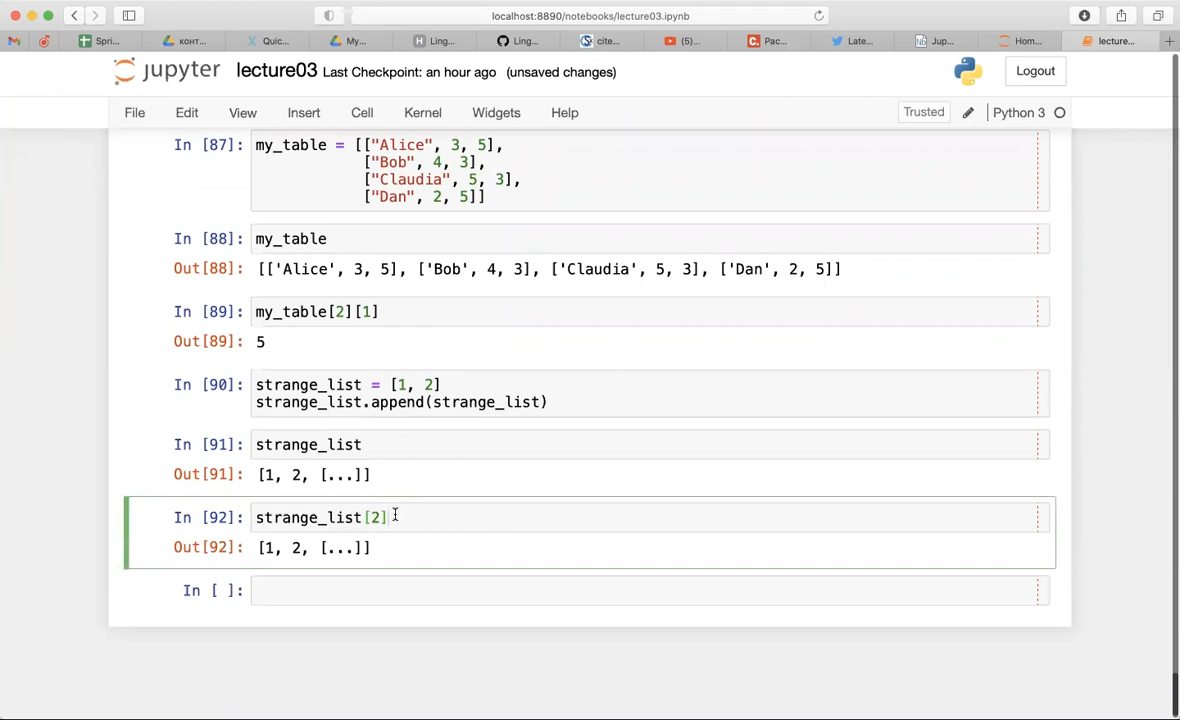 localhost:8890/notebooks/lecture03.ipynb
Spri... конт... Quic... My... Ling... Ling... cite... (5)... Pac... Late... Jup... Hom... lecture...
jupyter lecture03 Last Checkpoint: an hour ago (unsaved changes) Logout
File Edit View Insert Cell Kernel Widgets Help Trusted Python 3
In [87]: my_table = [["Alice", 3, 5],
["Bob", 4, 3],
["Claudia", 5, 3],
["Dan", 2, 5]]
In [88]: my_table
Out[88]: [['Alice', 3, 5], ['Bob', 4, 3], ['Claudia', 5, 3], ['Dan', 2, 5]]
In [89]: my_table[2][1]
Out[89]: 5
In [90]: strange_list = [1, 2]
strange_list.append(strange_list)
In [91]: strange_list
Out[91]: [1, 2, [...]]
In [92]: strange_list[2]
Out[92]: [1, 2, [...]]
In [ ]: